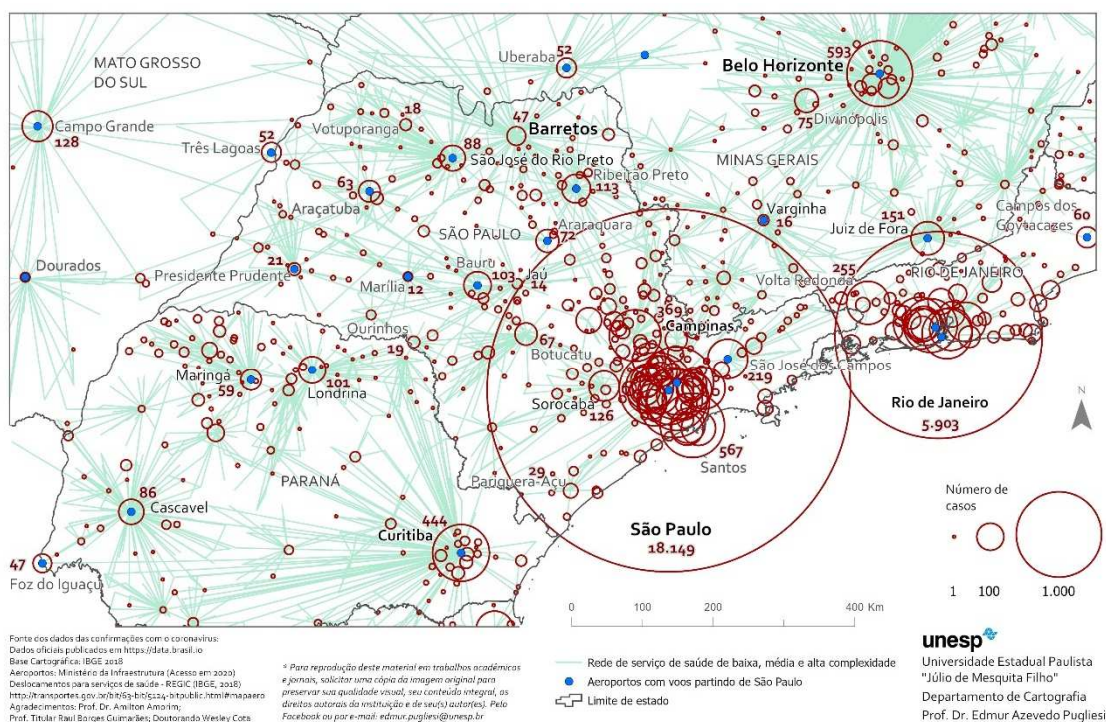 MATO GROSSO
DO SUL
Uberaba
52
593
Belo Horizonte
Campo Grande
128
Votuporanga
18
47
Barretos
75
Divinópolis
Três Lagoas
52
88
São José do Rio Preto
MINAS GERAIS
63
Araçatuba
Ribeirão Preto
113
Araraquara
72
SÃO PAULO
Varginha
16
151
Juiz de Fora
Campos dos
Goytacazes
60
Dourados
21
Presidente Prudente
Marília
12
Bauru
103
Jaú
14
Volta Redonda
255
RIO DE JANEIRO
369
Campinas
Ourinhos
19
67
Botucatu
São José dos Campos
219
Maringá
59
Londrina
101
Sorocaba
126
Rio de Janeiro
5.903
N
567
Santos
29
Pariquera-Açu
PARANÁ
86
Cascavel
Curitiba
444
São Paulo
18.149
47
Foz do Iguaçu
Número de
casos
1 100 1.000
0 100 200 400 Km
Fonte dos dados das confirmações com o coronavírus:
Dados oficiais publicados em https://data.brasil.io
Base Cartográfica: IBGE 2018
Aeroportos: Ministério da Infraestrutura (Acesso em 2020)
Deslocamentos para serviços de saúde - REGIC (IBGE, 2018)
http://transportes.gov.br/bit/63-bit/5124-bitpublic.html#mapaero
Agradecimentos: Prof. Dr. Amilton Amorim;
Prof. Titular Raul Borges Guimarães; Doutorando Wesley Cota
* Para reprodução deste material em trabalhos acadêmicos
e jornais, solicitar uma cópia da imagem original para
preservar sua qualidade visual, seu conteúdo integral, os
direitos autorais da instituição e de seu(s) autor(es). Pelo
Facebook ou por e-mail: edmur.pugliesi@unesp.br
Rede de serviço de saúde de baixa, média e alta complexidade
Aeroportos com voos partindo de São Paulo
Limite de estado
unesp
Universidade Estadual Paulista
"Júlio de Mesquita Filho"
Departamento de Cartografia
Prof. Dr. Edmur Azevedo Pugliesi